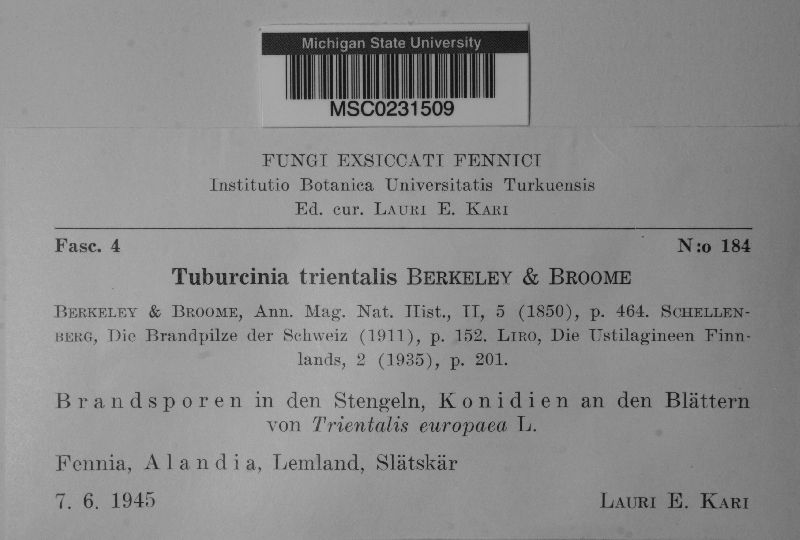 Michigan State University
MSC0231509
FUNGI EXSICCATI FENNICI
Institutio Botanica Universitatis Turkuensis
Ed. cur. LAURI E. KARI
Fasc. 4 N:o 184
Tuburcinia trientalis BERKELEY & BROOME
BERKELEY & BROOME, Ann. Mag. Nat. Hist., II, 5 (1850), p. 464. SCHELLEN-
BERG, Die Brandpilze der Schweiz (1911), p. 152. LIRO, Die Ustilagineen Finn-
lands, 2 (1935), p. 201.
Brandsporen in den Stengeln, Konidien an den Blättern
von Trientalis europaea L.
Fennia, Alandia, Lemland, Slätskär
7. 6. 1945 LAURI E. KARI